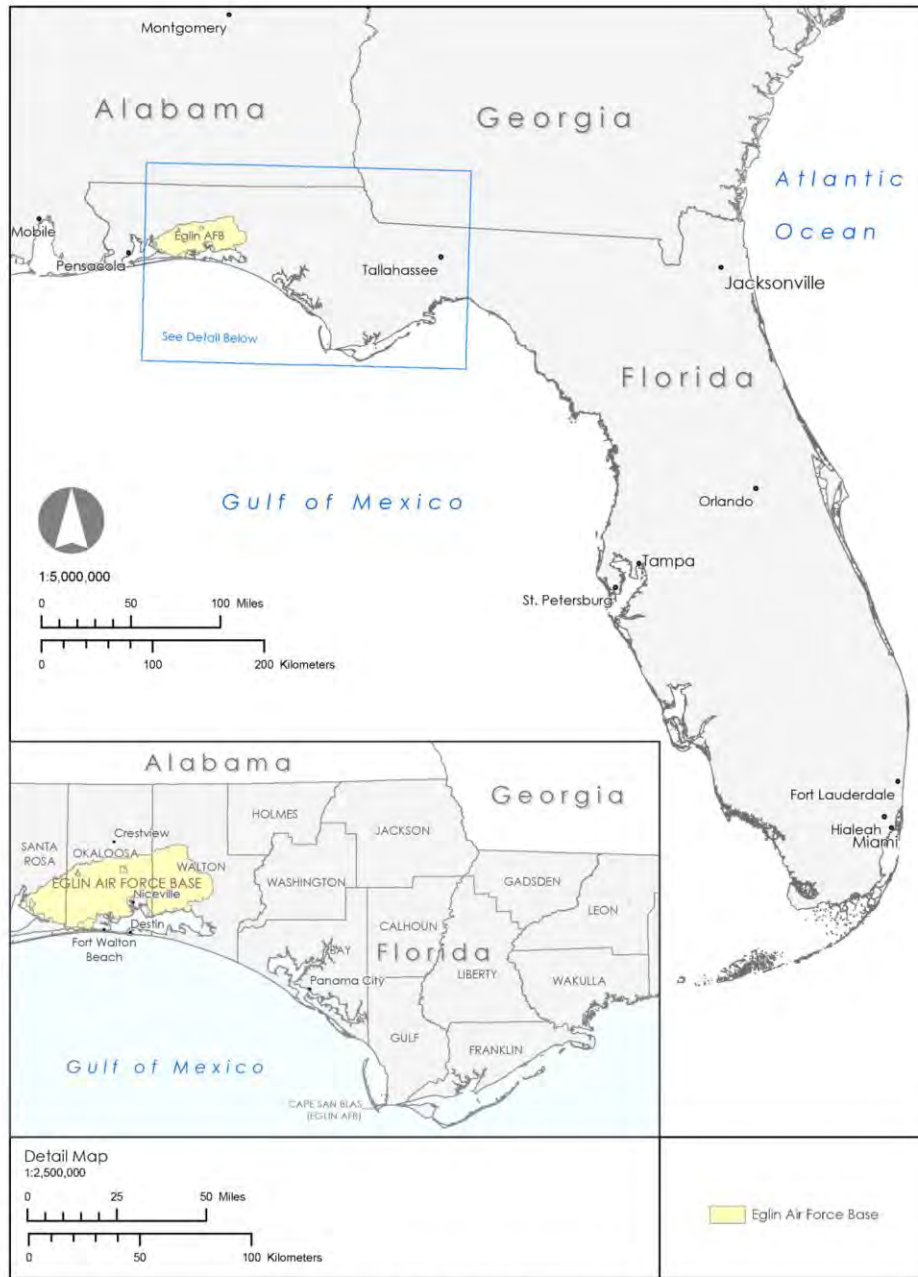 Montgomery
Alabama
Georgia
Atlantic
Ocean
Mobile
Eglin AFB
Pensacola
Tallahassee
Jacksonville
See Detail Below
Florida
Gulf of Mexico
Orlando
Tampa
St. Petersburg
1:5,000,000
0 50 100 Miles
0 100 200 Kilometers
Fort Lauderdale
Hialeah
Miami
Alabama
Georgia
HOLMES
JACKSON
Crestview
SANTA
ROSA
OKALOOSA
WALTON
EGLIN AIR FORCE BASE
Niceville
WASHINGTON
GADSDEN
LEON
CALHOUN
Destin
Fort Walton
Beach
BAY
Florida
LIBERTY
WAKULLA
Panama City
GULF
FRANKLIN
Gulf of Mexico
CAPE SAN BLAS
(EGLIN AFB)
Detail Map
1:2,500,000
0 25 50 Miles
0 50 100 Kilometers
Eglin Air Force Base